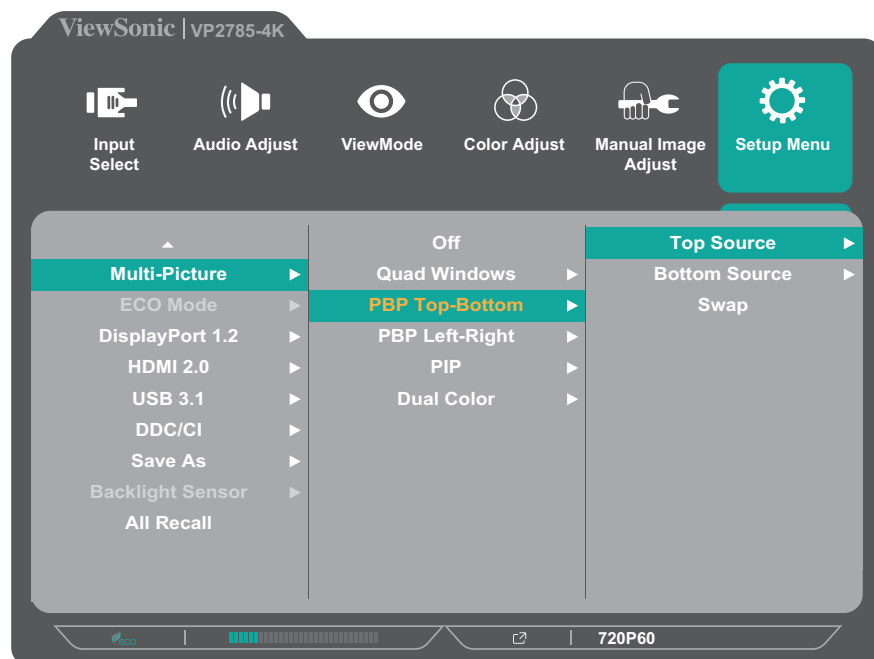 ViewSonic | VP2785-4K
Input Select
Audio Adjust
ViewMode
Color Adjust
Manual Image Adjust
Setup Menu
Multi-Picture
ECO Mode
DisplayPort 1.2
HDMI 2.0
USB 3.1
DDC/CI
Save As
Backlight Sensor
All Recall
Off
Quad Windows
PBP Top-Bottom
PBP Left-Right
PIP
Dual Color
Top Source
Bottom Source
Swap
eco
720P60